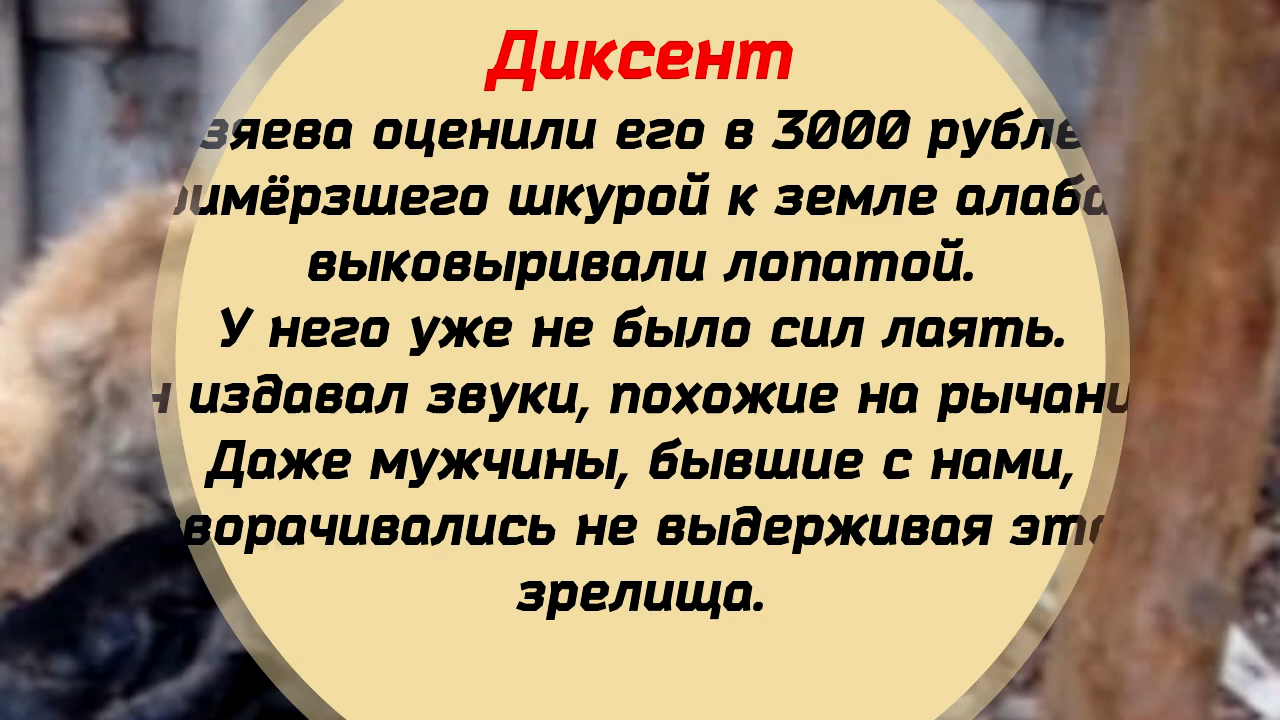 Диксент
зяева оценили его в 3000 рубле
имёрзшего шкурой к земле алаба
выковыривали лопатой.
У него уже не было сил лаять.
н издавал звуки, похожие на рычани
Даже мужчины, бывшие с нами,
ворачивались не выдерживая это
зрелища.